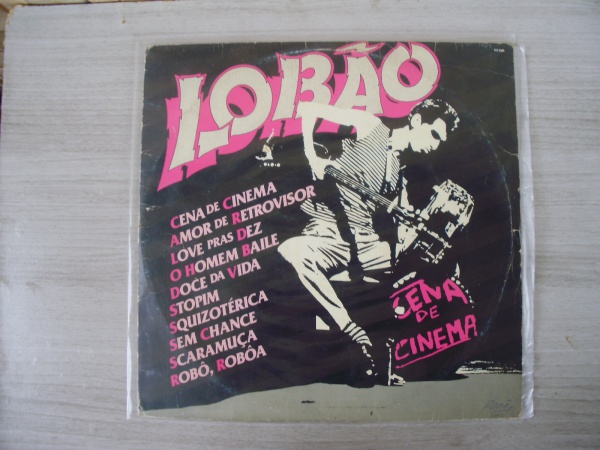 LOBÃO
CENA DE CINEMA
AMOR DE RETROVISOR
LOVE PRAS DEZ
O HOMEM BAILE
DOCE DA VIDA
STOPIM
SQUIZOTÉRICA
SEM CHANCE
SCARAMUÇA
ROBÔ, ROBÔA
CENA
DE
CINEMA